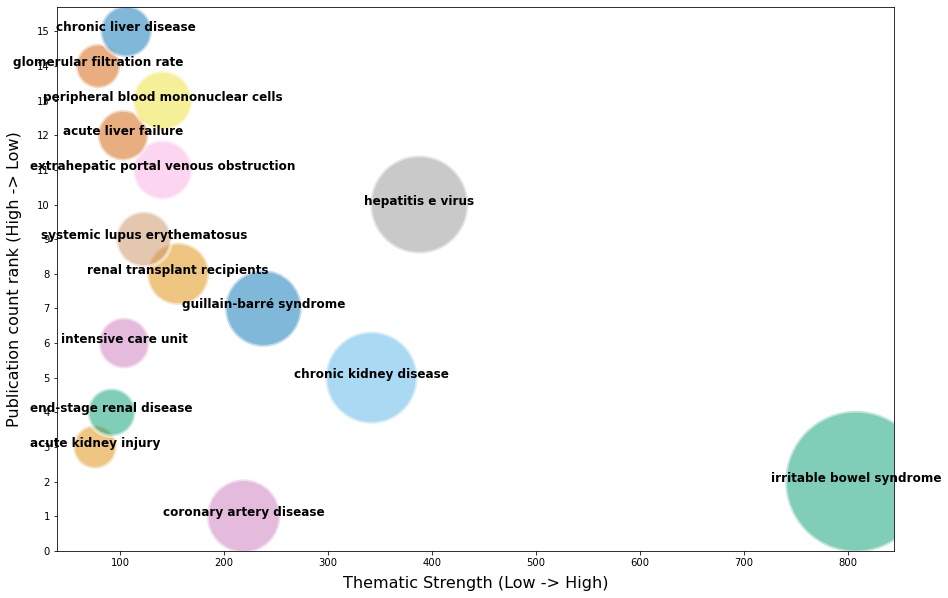 15
chronic liver disease
14
glomerular filtration rate
13
peripheral blood mononuclear cells
12
acute liver failure
11
extrahepatic portal venous obstruction
10
hepatitis e virus
9
systemic lupus erythematosus
8
renal transplant recipients
7
guillain-barré syndrome
6
intensive care unit
5
chronic kidney disease
4
end-stage renal disease
3
acute kidney injury
2
irritable bowel syndrome
1
coronary artery disease
0
100 200 300 400 500 600 700 800
Thematic Strength (Low -> High)
Publication count rank (High -> Low)